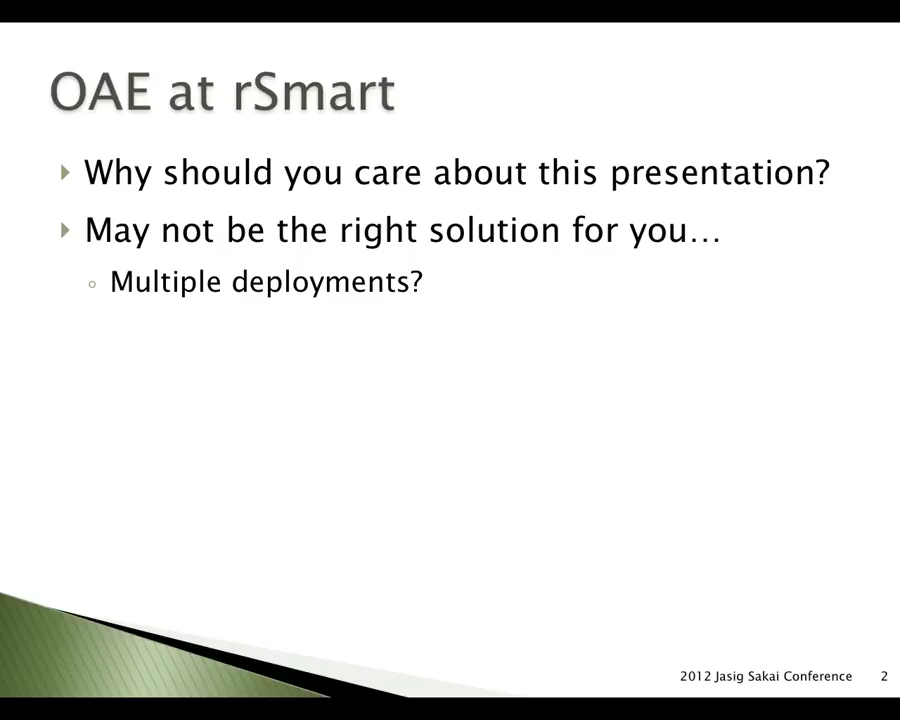 OAE at rSmart
Why should you care about this presentation?
May not be the right solution for you…
Multiple deployments?
2012 Jasig Sakai Conference 2